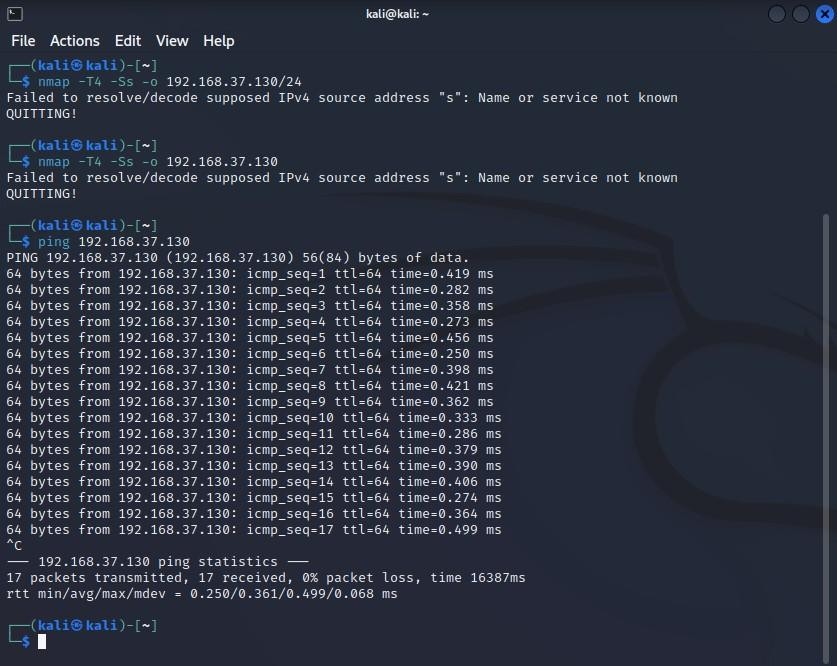 kali@kali: ~
File Actions Edit View Help
┌──(kali㉿kali)-[~]
└─$ nmap -T4 -Ss -o 192.168.37.130/24
Failed to resolve/decode supposed IPv4 source address "s": Name or service not known
QUITTING!
┌──(kali㉿kali)-[~]
└─$ nmap -T4 -Ss -o 192.168.37.130
Failed to resolve/decode supposed IPv4 source address "s": Name or service not known
QUITTING!
┌──(kali㉿kali)-[~]
└─$ ping 192.168.37.130
PING 192.168.37.130 (192.168.37.130) 56(84) bytes of data.
64 bytes from 192.168.37.130: icmp_seq=1 ttl=64 time=0.419 ms
64 bytes from 192.168.37.130: icmp_seq=2 ttl=64 time=0.282 ms
64 bytes from 192.168.37.130: icmp_seq=3 ttl=64 time=0.358 ms
64 bytes from 192.168.37.130: icmp_seq=4 ttl=64 time=0.273 ms
64 bytes from 192.168.37.130: icmp_seq=5 ttl=64 time=0.456 ms
64 bytes from 192.168.37.130: icmp_seq=6 ttl=64 time=0.250 ms
64 bytes from 192.168.37.130: icmp_seq=7 ttl=64 time=0.398 ms
64 bytes from 192.168.37.130: icmp_seq=8 ttl=64 time=0.421 ms
64 bytes from 192.168.37.130: icmp_seq=9 ttl=64 time=0.362 ms
64 bytes from 192.168.37.130: icmp_seq=10 ttl=64 time=0.333 ms
64 bytes from 192.168.37.130: icmp_seq=11 ttl=64 time=0.286 ms
64 bytes from 192.168.37.130: icmp_seq=12 ttl=64 time=0.379 ms
64 bytes from 192.168.37.130: icmp_seq=13 ttl=64 time=0.390 ms
64 bytes from 192.168.37.130: icmp_seq=14 ttl=64 time=0.406 ms
64 bytes from 192.168.37.130: icmp_seq=15 ttl=64 time=0.274 ms
64 bytes from 192.168.37.130: icmp_seq=16 ttl=64 time=0.364 ms
64 bytes from 192.168.37.130: icmp_seq=17 ttl=64 time=0.499 ms
^C
--- 192.168.37.130 ping statistics ---
17 packets transmitted, 17 received, 0% packet loss, time 16387ms
rtt min/avg/max/mdev = 0.250/0.361/0.499/0.068 ms
┌──(kali㉿kali)-[~]
└─$